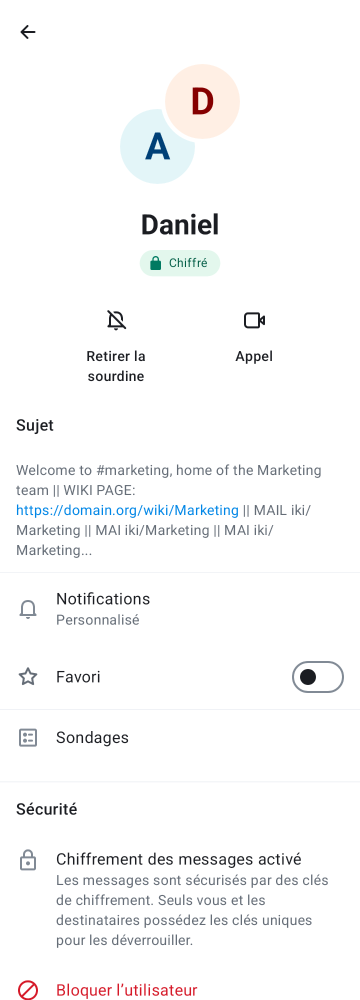 D
A
Daniel
Chiffré
Retirer la
sourdine
Appel
Sujet
Welcome to #marketing, home of the Marketing
team || WIKI PAGE:
https://domain.org/wiki/Marketing || MAIL iki/
Marketing || MAI iki/Marketing || MAI iki/
Marketing...
Notifications
Personnalisé
Favori
Sondages
Sécurité
Chiffrement des messages activé
Les messages sont sécurisés par des clés
de chiffrement. Seuls vous et les
destinataires possédez les clés uniques
pour les déverrouiller.
Bloquer l’utilisateur